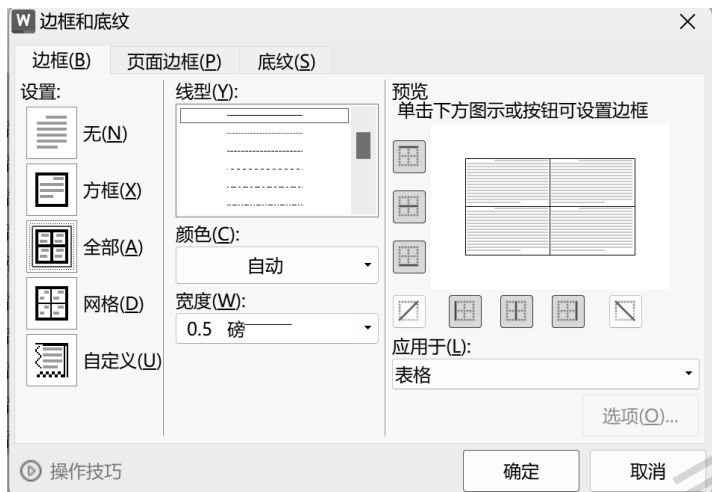 W 边框和底纹
边框(B) 页面边框(P) 底纹(S)
设置:
无(N)
方框(X)
全部(A)
网格(D)
自定义(U)
线型(Y):
颜色(C):
自动
宽度(W):
0.5 磅
预览
单击下方图示或按钮可设置边框
应用于(L):
表格
选项(O)...
操作技巧
确定 取消